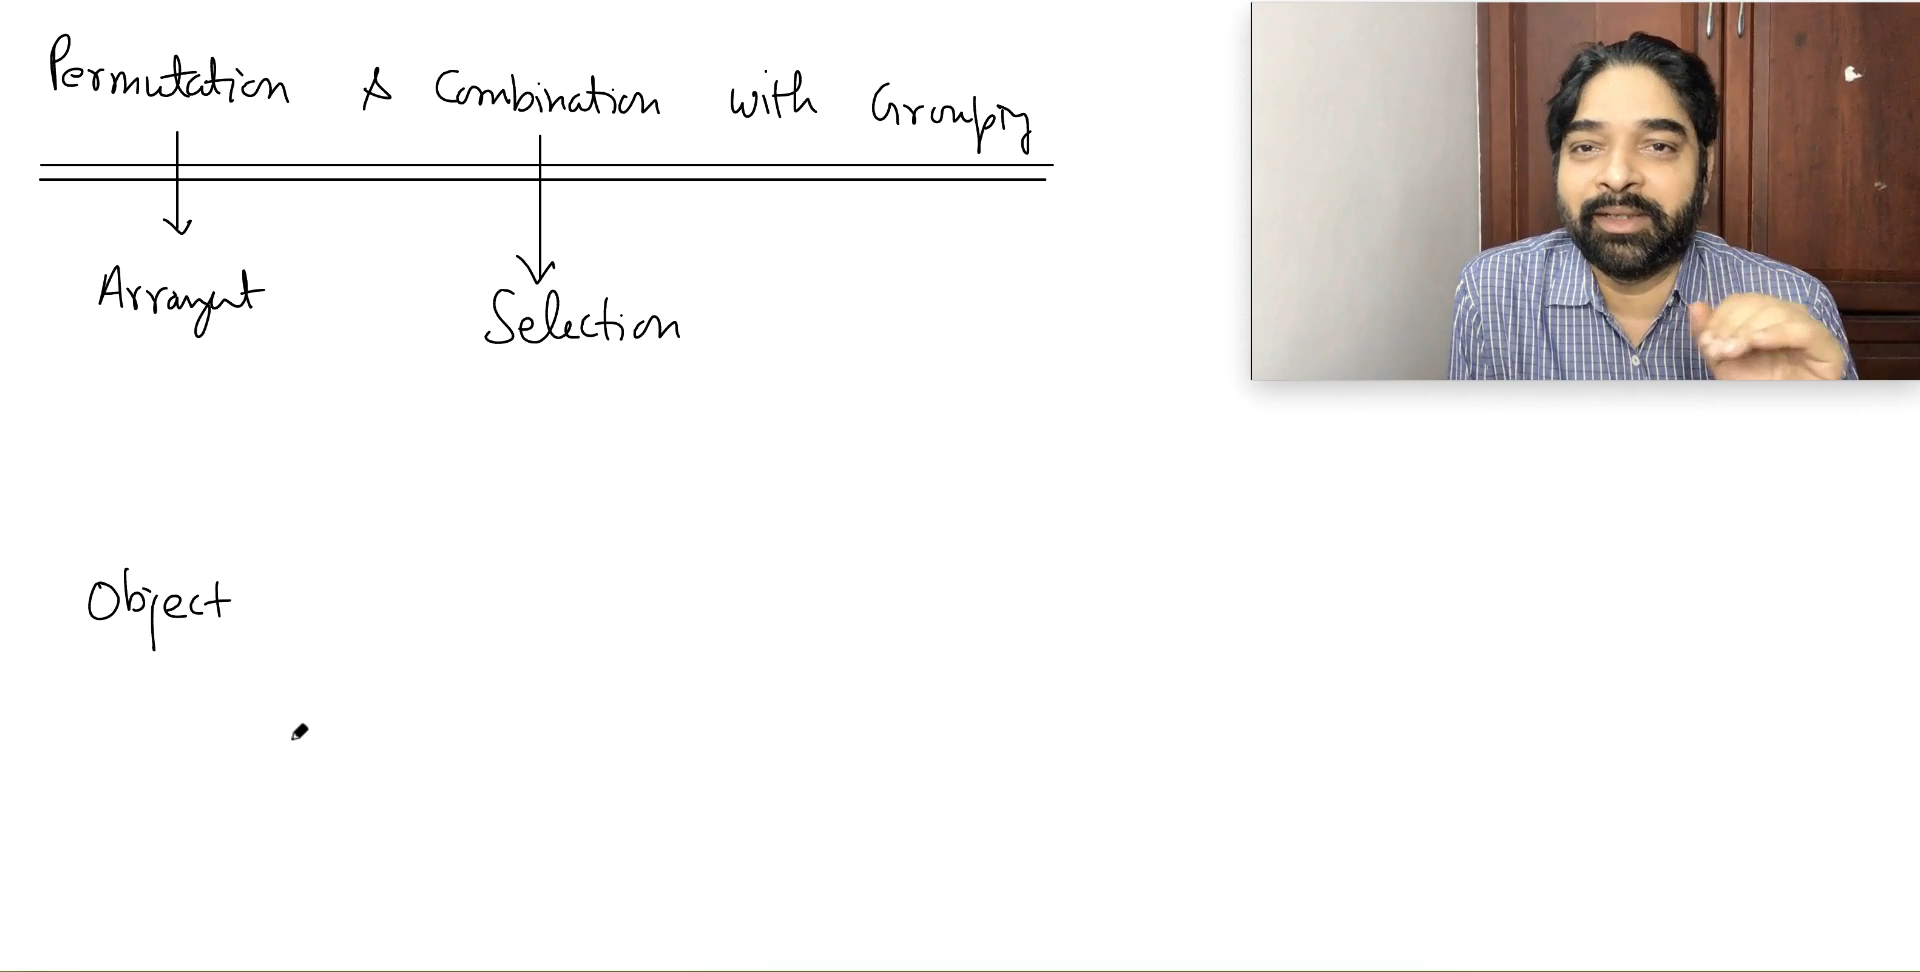 Permutation & Combination with Grouping
Arrangement Selection
Object